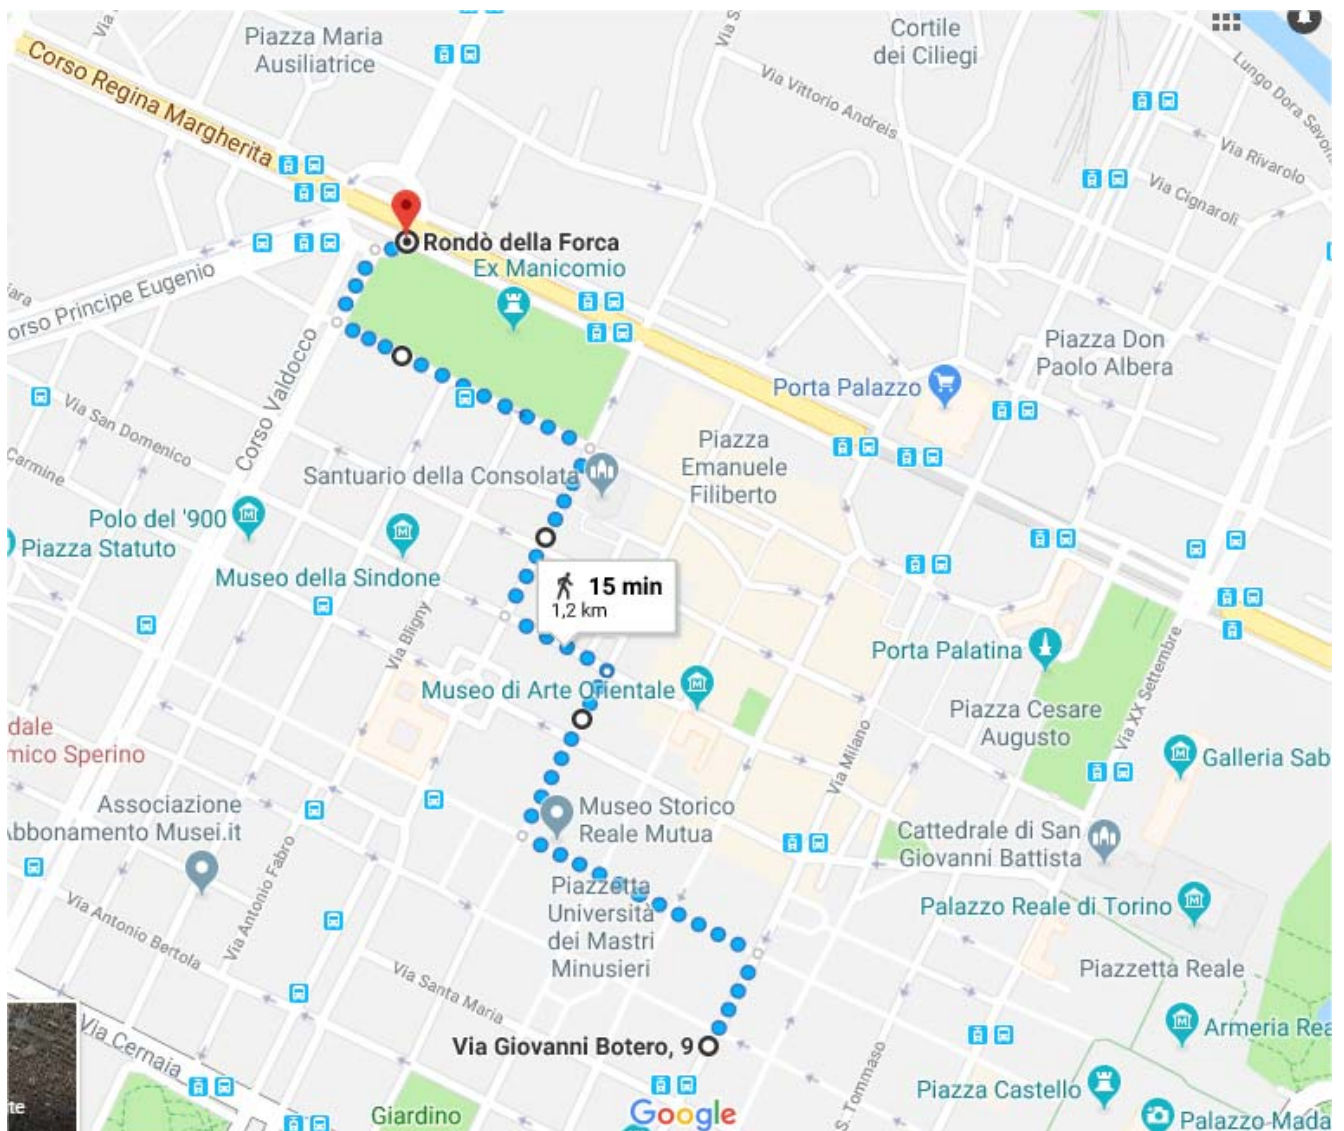 Piazza Maria
Ausiliatrice
Cortile
dei Ciliegi
Corso Regina Margherita
Via Vittorio Andreis
Lungo Dora Savona
Via Rivarolo
Via Cignaroli
Rondò della Forca
Ex Manicomio
orso Principe Eugenio
Piazza Don
Paolo Albera
Porta Palazzo
Via San Domenico
Corso Valdocco
Carmine
Piazza
Emanuele
Filiberto
Santuario della Consolata
Polo del '900
Piazza Statuto
Museo della Sindone
15 min
1,2 km
Via Bligny
Porta Palatina
Via XX Settembre
Museo di Arte Orientale
Piazza Cesare
Augusto
Via Milano
dale
mico Sperino
Galleria Sab
Associazione
Abbonamento Musei.it
Museo Storico
Reale Mutua
Cattedrale di San
Giovanni Battista
Via Antonio Fabro
Piazzetta
Università
dei Mastri
Minusieri
Palazzo Reale di Torino
Via Antonio Bertola
Via Santa Maria
Piazzetta Reale
Via Cernaia
Via Giovanni Botero, 9
Armeria Rea
S. Tommaso
Piazza Castello
Giardino
Google
Palazzo Mada